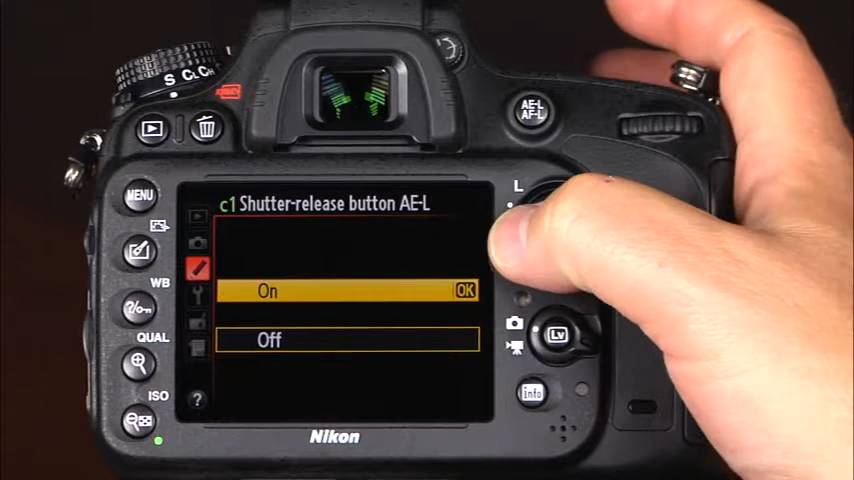 S CL CH
AE-L
AF-L
MENU
c1 Shutter-release button AE-L
L
WB
On OK
?/
QUAL
Off
Lv
ISO
info
?
Nikon